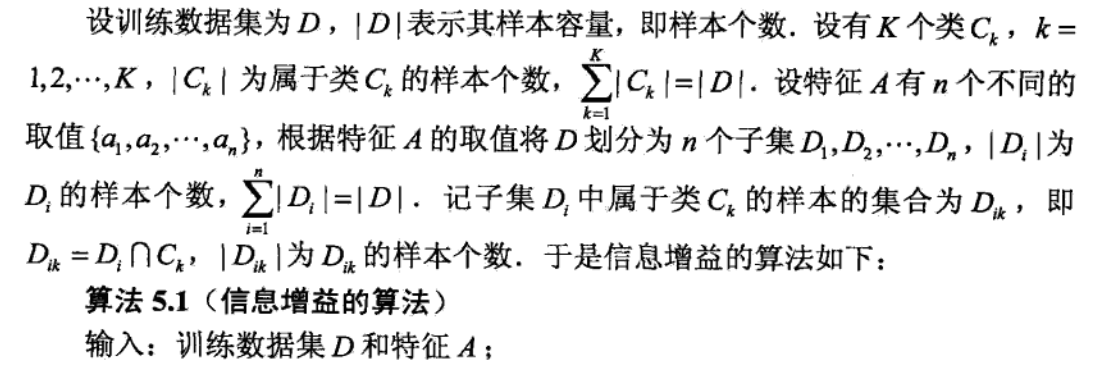 设训练数据集为 D，|D| 表示其样本容量，即样本个数．设有 K 个类 C_k，k =
1,2,⋯,K，|C_k| 为属于类 C_k 的样本个数，∑_{k=1}^{K}|C_k|=|D|．设特征 A 有 n 个不同的
取值{a_1,a_2,⋯,a_n}，根据特征 A 的取值将 D 划分为 n 个子集 D_1,D_2,⋯,D_n，|D_i| 为
D_i 的样本个数，∑_{i=1}^{n}|D_i|=|D|．记子集 D_i 中属于类 C_k 的样本的集合为 D_{ik}，即
D_{ik} = D_i ⋂ C_k，|D_{ik}| 为 D_{ik} 的样本个数．于是信息增益的算法如下：
算法 5.1（信息增益的算法）
输入：训练数据集 D 和特征 A；